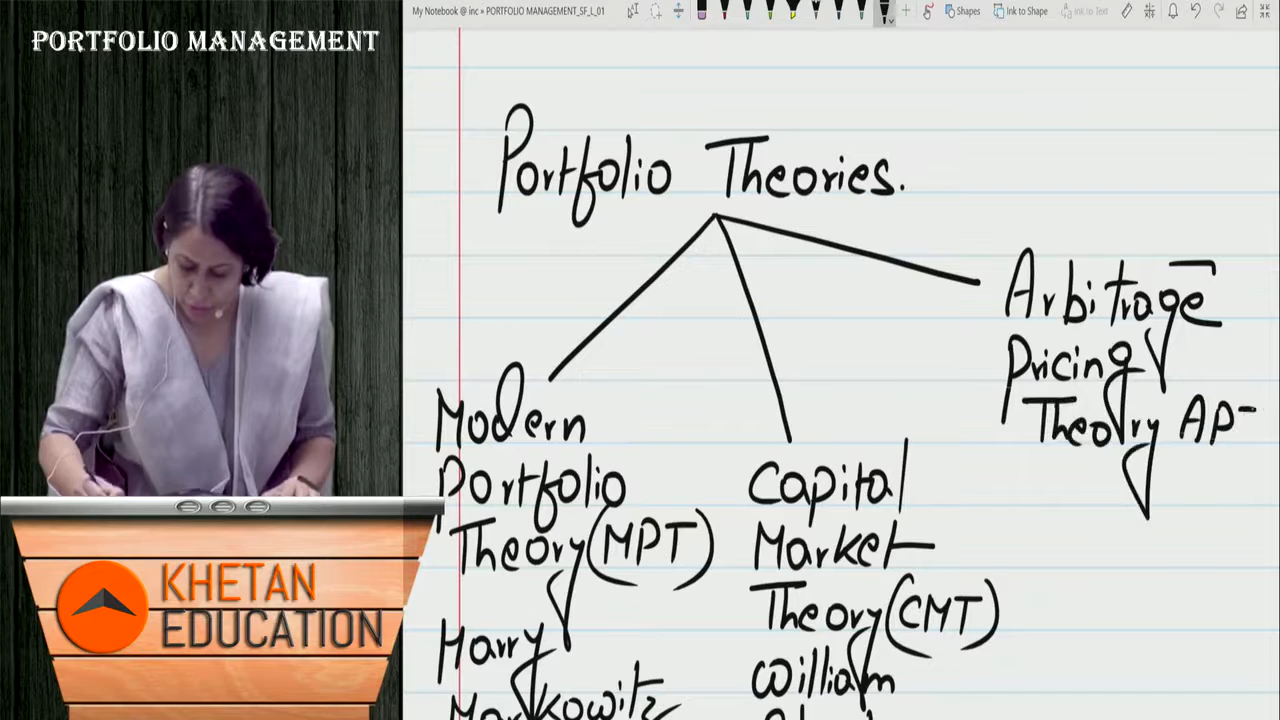 My Notebook @ inc » PORTFOLIO MANAGEMENT_SF_L_01
Shapes
Ink to Shape
Ink to Text
PORTFOLIO MANAGEMENT
Portfolio Theories.
Arbitrage
Pricing
Theory AP
Modern
Portfolio
Theory (MPT)
Harry
Markowitz
Capital
Market
Theory (CMT)
William
KHETAN
EDUCATION